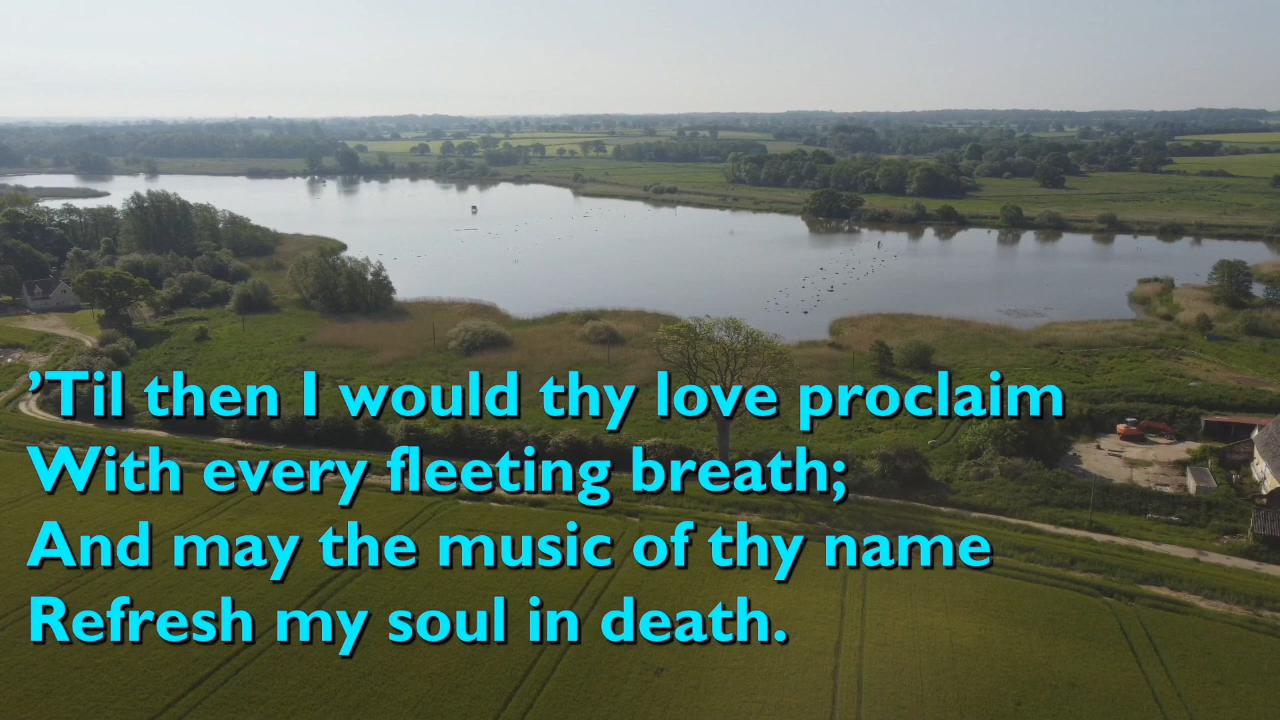 ’Til then I would thy love proclaim
With every fleeting breath;
And may the music of thy name
Refresh my soul in death.